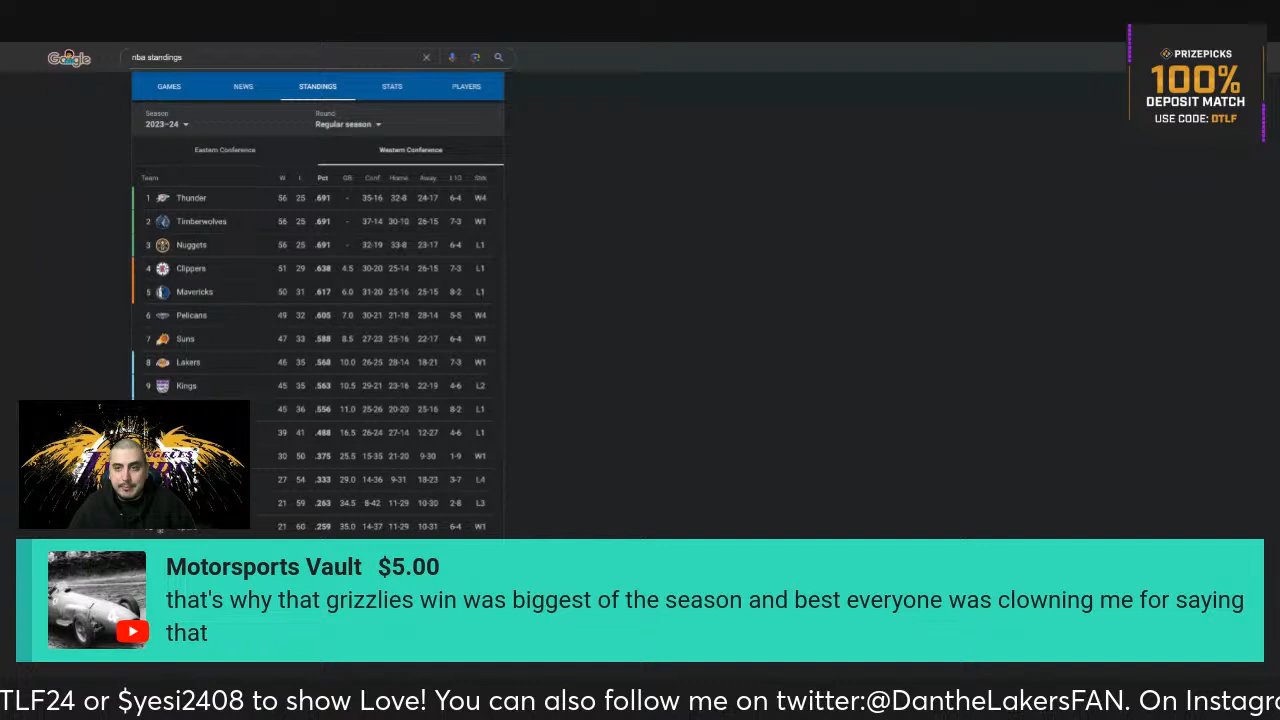 Google
nba standings
PRIZEPICKS
100%
DEPOSIT MATCH
USE CODE: DTLF
GAMES NEWS STANDINGS STATS PLAYERS
Season Round
2023–24 Regular season
Eastern Conference Western Conference
Team W L Pct GB Conf Home Away L10 Strk
1 Thunder 56 25 .691 - 35-16 32-8 24-17 6-4 W4
2 Timberwolves 56 25 .691 - 37-14 30-10 26-15 7-3 W1
3 Nuggets 56 25 .691 - 32-19 33-8 23-17 6-4 L1
4 Clippers 51 29 .638 4.5 30-20 25-14 26-15 7-3 L1
5 Mavericks 50 31 .617 6.0 31-20 25-16 25-15 8-2 L1
6 Pelicans 49 32 .605 7.0 30-21 21-18 28-14 5-5 W4
7 Suns 47 33 .588 8.5 27-23 25-16 22-17 6-4 W1
8 Lakers 46 35 .568 10.0 26-25 28-14 18-21 7-3 W1
9 Kings 45 35 .563 10.5 29-21 23-16 22-19 4-6 L2
45 36 .556 11.0 25-26 20-20 25-16 8-2 L1
39 41 .488 16.5 26-24 27-14 12-27 4-6 L1
30 50 .375 25.5 15-35 21-20 9-30 1-9 W1
27 54 .333 29.0 14-36 9-31 18-23 3-7 L4
21 59 .263 34.5 8-42 11-29 10-30 2-8 L3
21 60 .259 35.0 14-37 11-29 10-31 6-4 W1
Motorsports Vault $5.00
that's why that grizzlies win was biggest of the season and best everyone was clowning me for saying
that
TLF24 or $yesi2408 to show Love! You can also follow me on twitter:@DantheLakersFAN. On Instagra